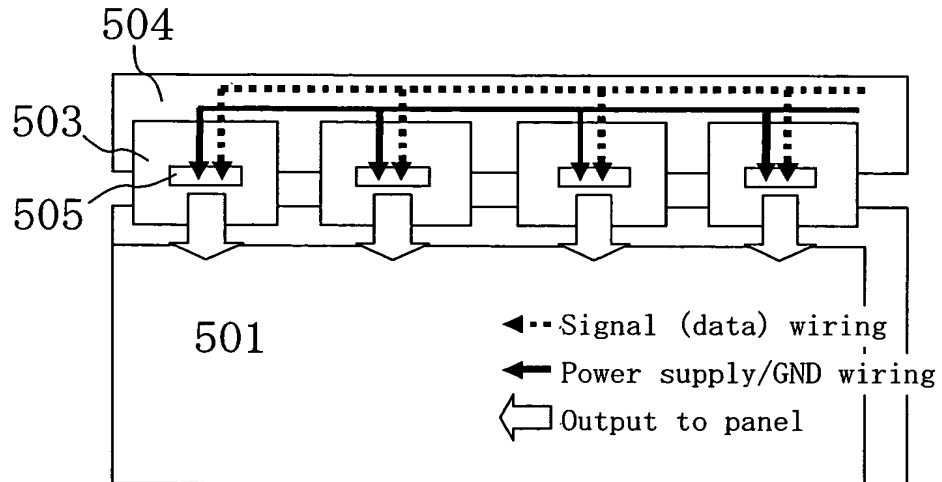 504
503
505
501
Signal (data) wiring
Power supply/GND wiring
Output to panel